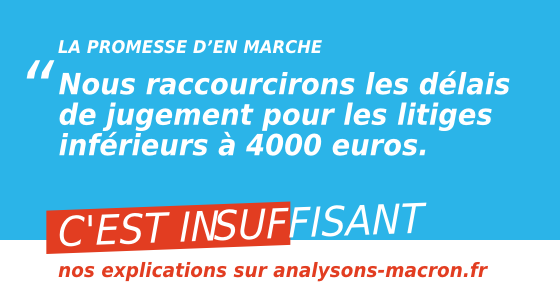 LA PROMESSE D'EN MARCHE
“ Nous raccourcirons les délais
de jugement pour les litiges
inférieurs à 4000 euros.
C'EST INSUFFISANT
nos explications sur analysons-macron.fr